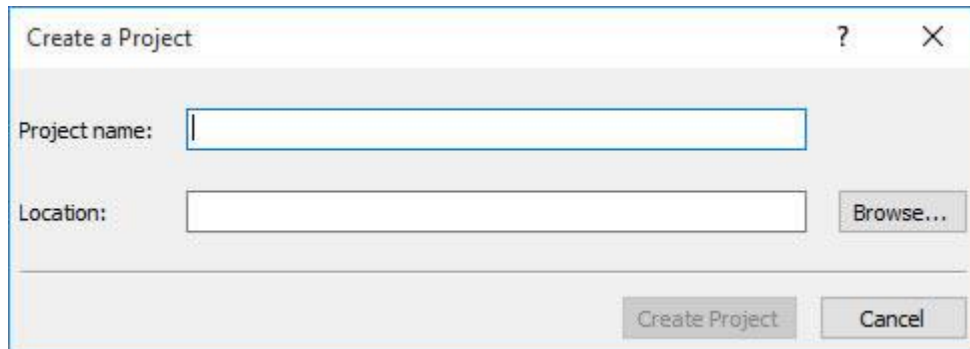 Create a Project ?
Project name:
Location: Browse...
Create Project Cancel